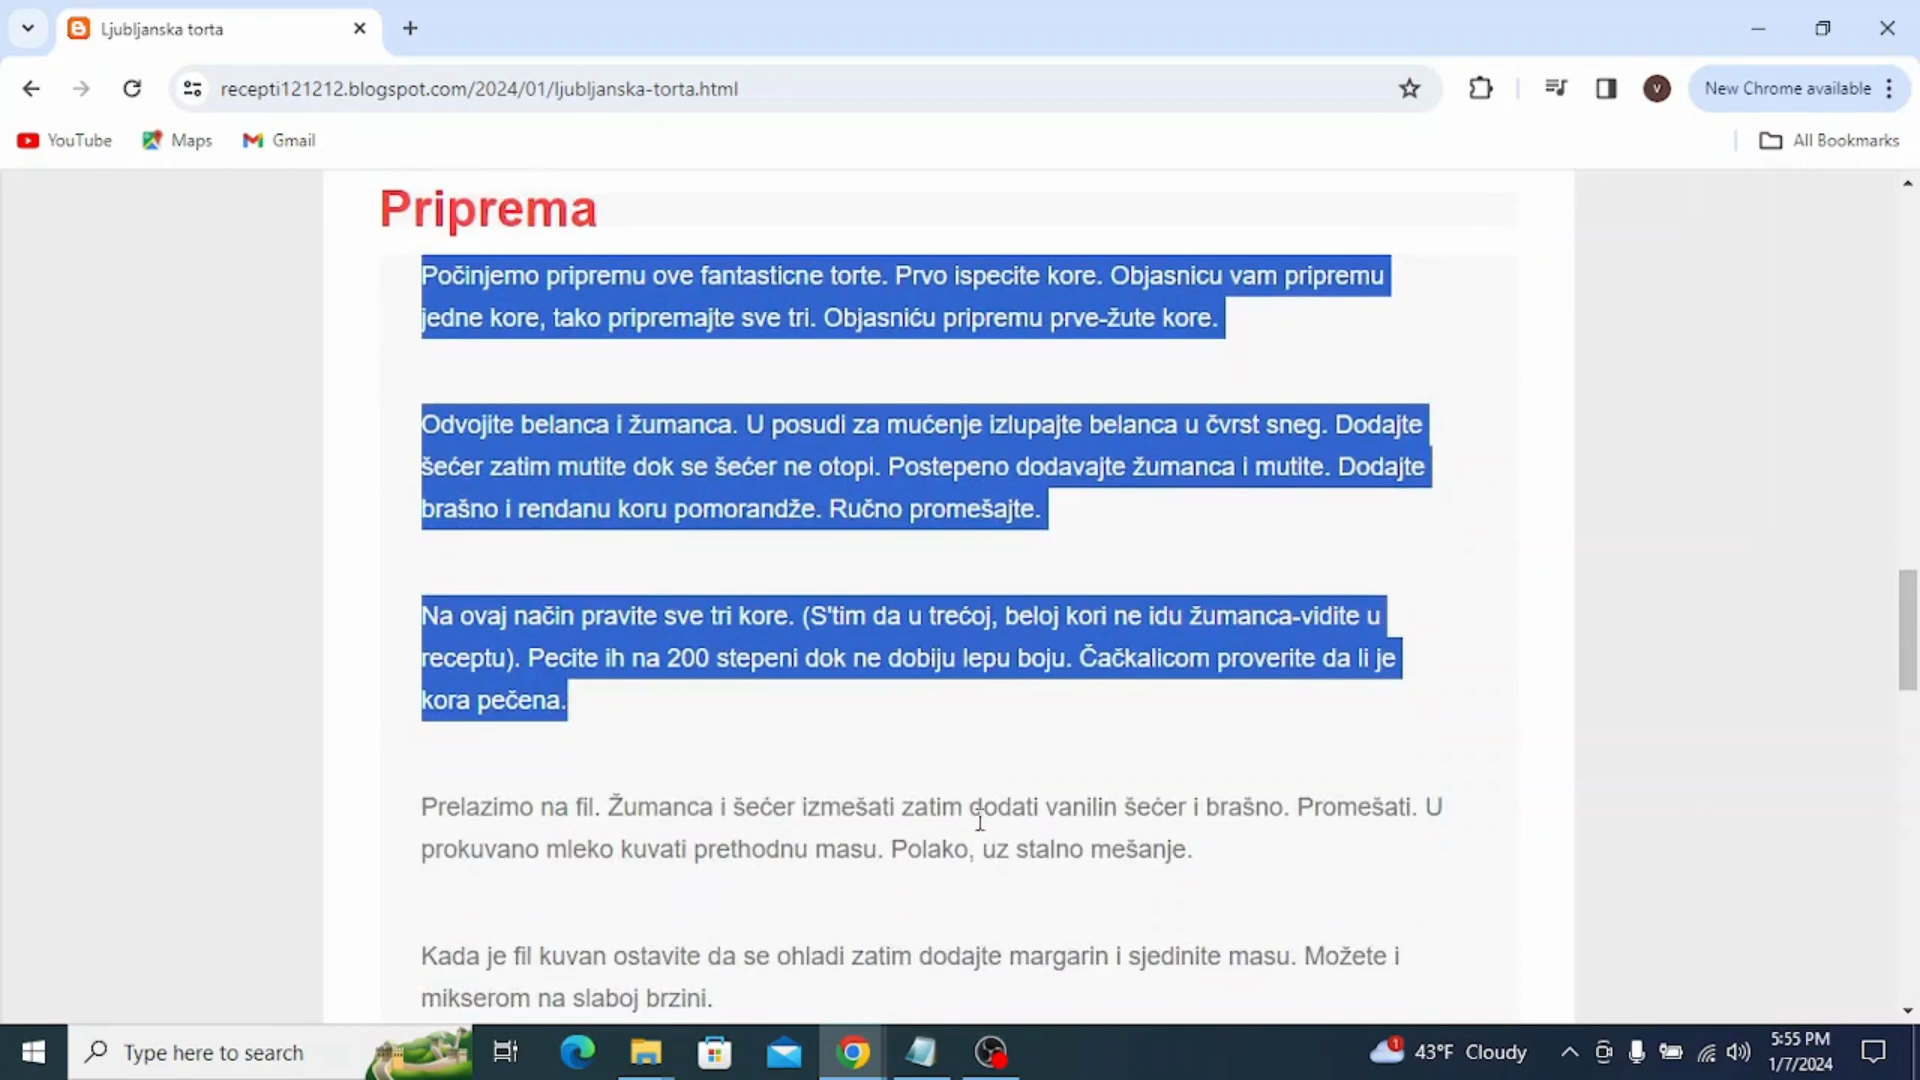 Ljubljanska torta
recepti121212.blogspot.com/2024/01/ljubljanska-torta.html
V
New Chrome available
YouTube
Maps
Gmail
All Bookmarks
Priprema
Počinjemo pripremu ove fantasticne torte. Prvo ispecite kore. Objasnicu vam pripremu
jedne kore, tako pripremajte sve tri. Objasniću pripremu prve-žute kore.
Odvojite belanca i žumanca. U posudi za mućenje izlupajte belanca u čvrst sneg. Dodajte
šećer zatim mutite dok se šećer ne otopi. Postepeno dodavajte žumanca i mutite. Dodajte
brašno i rendanu koru pomorandže. Ručno promešajte.
Na ovaj način pravite sve tri kore. (S'tim da u trećoj, beloj kori ne idu žumanca-vidite u
receptu). Pecite ih na 200 stepeni dok ne dobiju lepu boju. Čačkalicom proverite da li je
kora pečena.
Prelazimo na fil. Žumanca i šećer izmešati zatim dodati vanilin šećer i brašno. Promešati. U
prokuvano mleko kuvati prethodnu masu. Polako, uz stalno mešanje.
Kada je fil kuvan ostavite da se ohladi zatim dodajte margarin i sjedinite masu. Možete i
mikserom na slaboj brzini.
Type here to search
1
43°F Cloudy
5:55 PM
1/7/2024